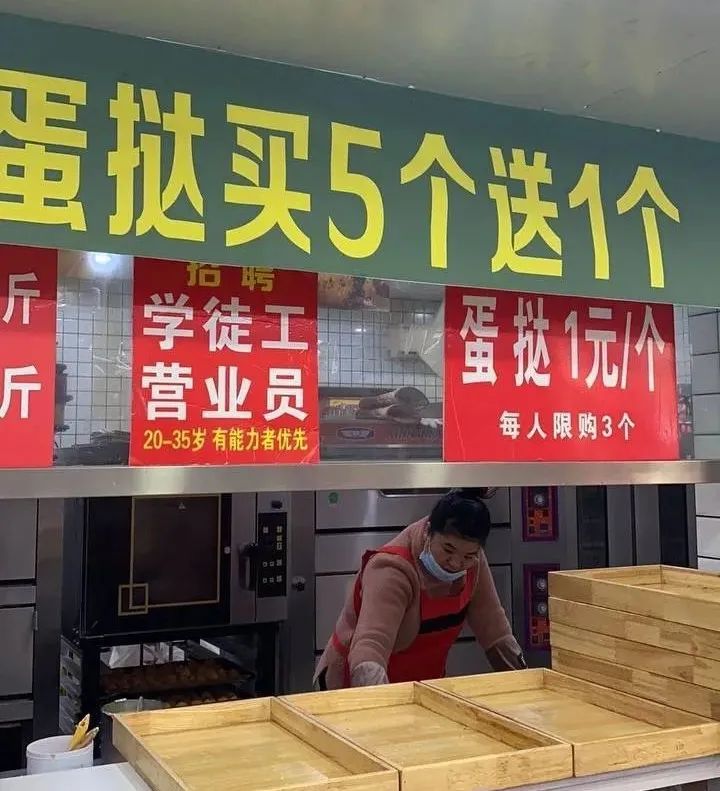 蛋挞买5个送1个
斤
斤
招聘
学徒工
营业员
20-35岁 有能力者优先
蛋挞1元/个
每人限购3个